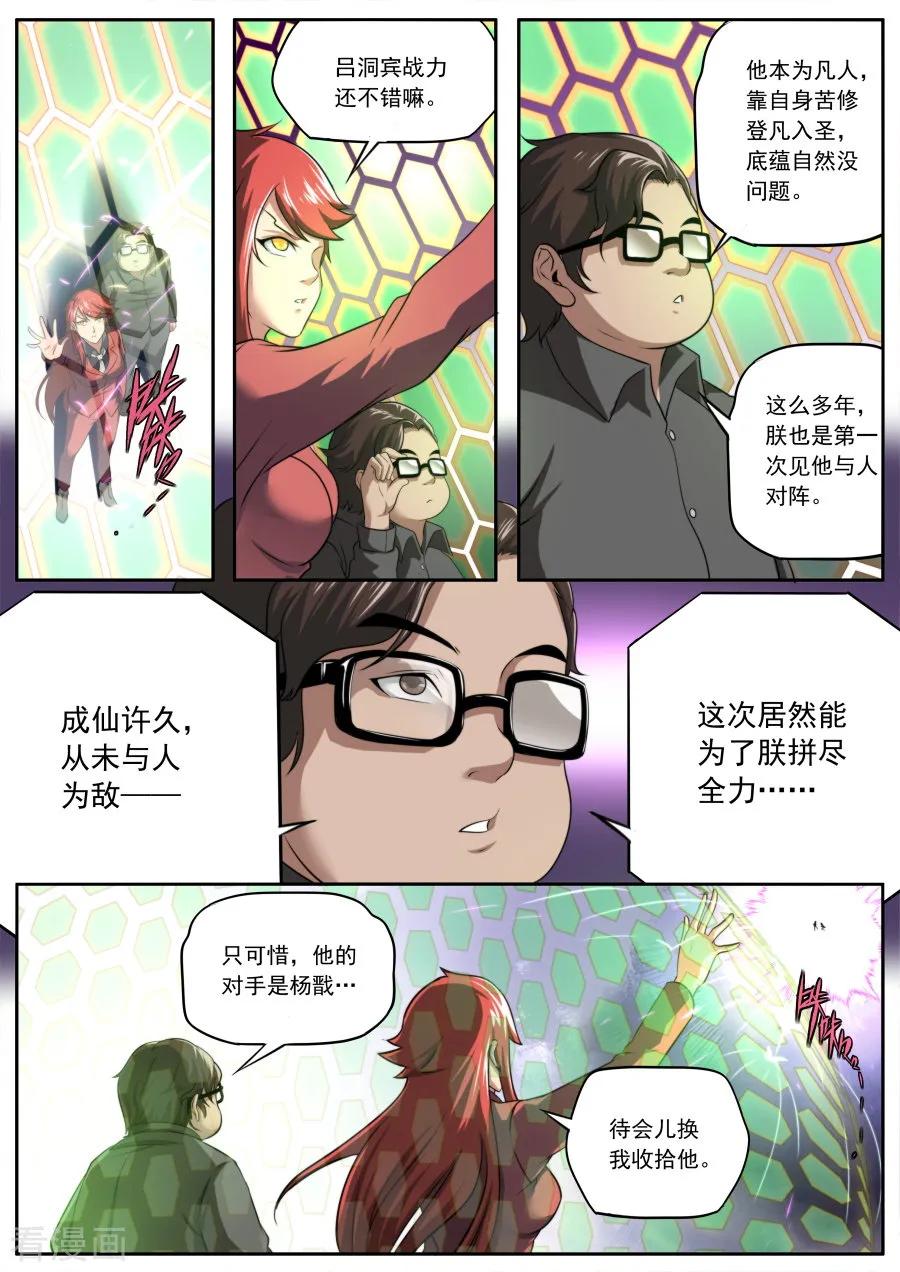 吕洞宾战力
还不错嘛。
他本为凡人，
靠自身苦修
登凡入圣，
底蕴自然没
问题。
这么多年，
朕也是第一
次见他与人
对阵。
成仙许久，
从未与人
为敌——
这次居然能
为了朕拼尽
全力……
只可惜，他的
对手是杨戬…
待会儿换
我收拾他。
看漫画